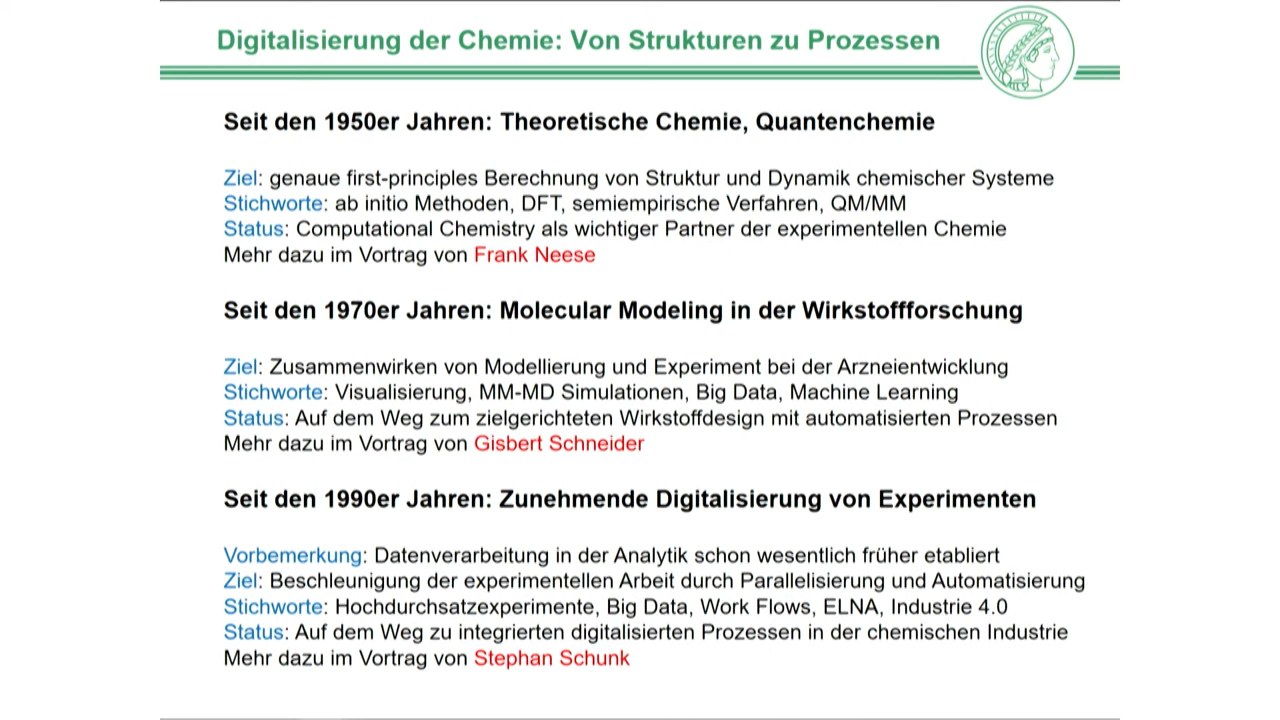 Digitalisierung der Chemie: Von Strukturen zu Prozessen
Seit den 1950er Jahren: Theoretische Chemie, Quantenchemie
Ziel: genaue first-principles Berechnung von Struktur und Dynamik chemischer Systeme
Stichworte: ab initio Methoden, DFT, semiempirische Verfahren, QM/MM
Status: Computational Chemistry als wichtiger Partner der experimentellen Chemie
Mehr dazu im Vortrag von Frank Neese
Seit den 1970er Jahren: Molecular Modeling in der Wirkstoffforschung
Ziel: Zusammenwirken von Modellierung und Experiment bei der Arzneientwicklung
Stichworte: Visualisierung, MM-MD Simulationen, Big Data, Machine Learning
Status: Auf dem Weg zum zielgerichteten Wirkstoffdesign mit automatisierten Prozessen
Mehr dazu im Vortrag von Gisbert Schneider
Seit den 1990er Jahren: Zunehmende Digitalisierung von Experimenten
Vorbemerkung: Datenverarbeitung in der Analytik schon wesentlich früher etabliert
Ziel: Beschleunigung der experimentellen Arbeit durch Parallelisierung und Automatisierung
Stichworte: Hochdurchsatzexperimente, Big Data, Work Flows, ELNA, Industrie 4.0
Status: Auf dem Weg zu integrierten digitalisierten Prozessen in der chemischen Industrie
Mehr dazu im Vortrag von Stephan Schunk